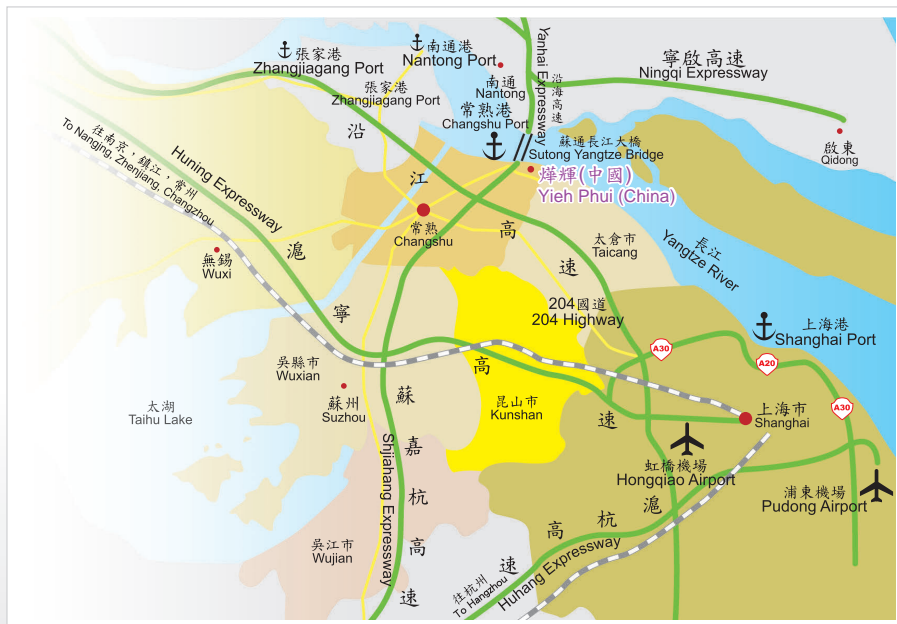 張家港
Zhangjiagang Port
南通港
Nantong Port
張家港
Zhangjiagang Port
南通
Nantong
常熟港
Changshu Port
Yanhai Expressway
沿海高速
寧啟高速
Ningqi Expressway
啟東
Qidong
蘇通長江大橋
Sutong Yangtze Bridge
燁輝(中國)
Yieh Phui (China)
往南京，鎮江，常州
To Nangjng, Zhenjiang, Changzhou
Huning Expressway
沿
江
高
速
常熟
Changshu
太倉市
Taicang
長江
Yangtze River
無錫
Wuxi
滬
寧
高
速
204國道
204 Highway
上海港
Shanghai Port
A30
A20
A30
吳縣市
Wuxian
蘇州
Suzhou
太湖
Taihu Lake
昆山市
Kunshan
上海市
Shanghai
蘇
嘉
杭
高
速
Shjiahang Expressway
虹橋機場
Hongqiao Airport
浦東機場
Pudong Airport
吳江市
Wujian
滬
杭
高
速
Huhang Expressway
往杭州
To Hangzhou